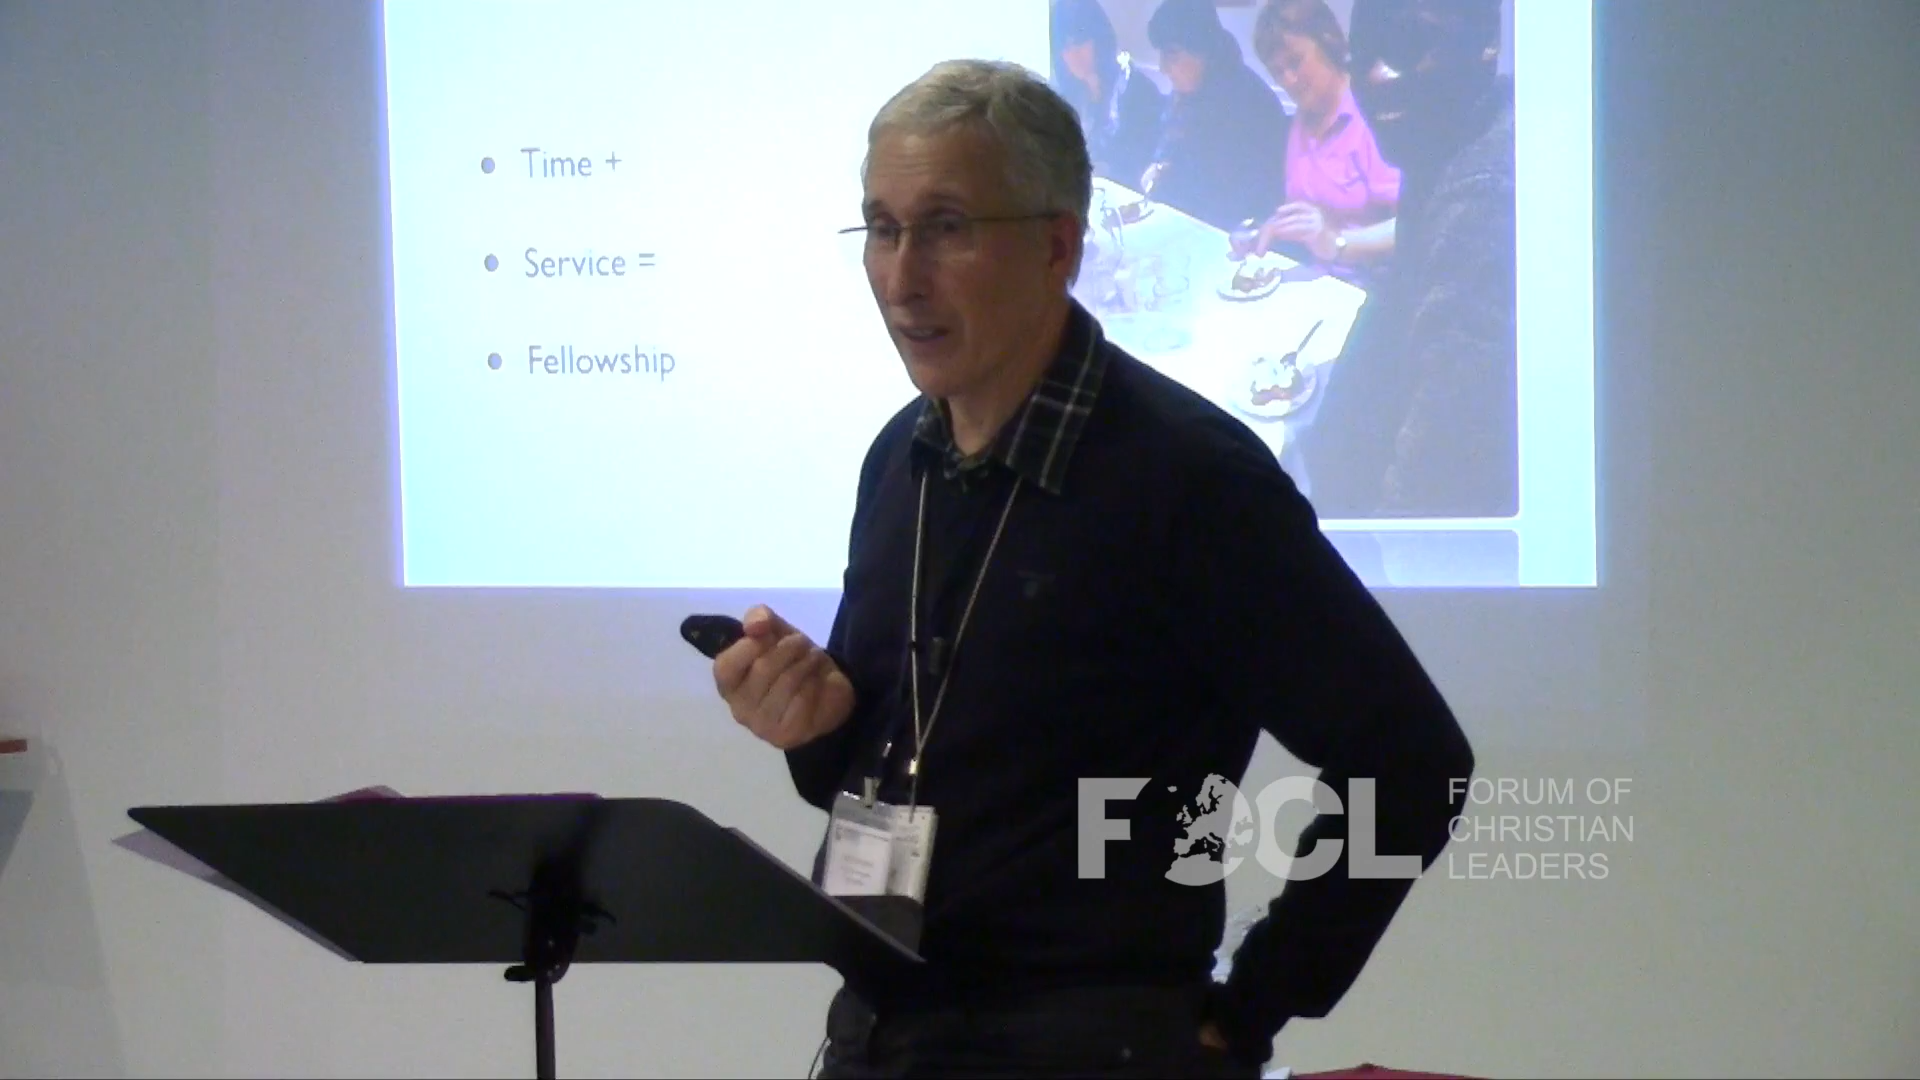 Time +
Service =
Fellowship
FOCL
FORUM OF
CHRISTIAN
LEADERS